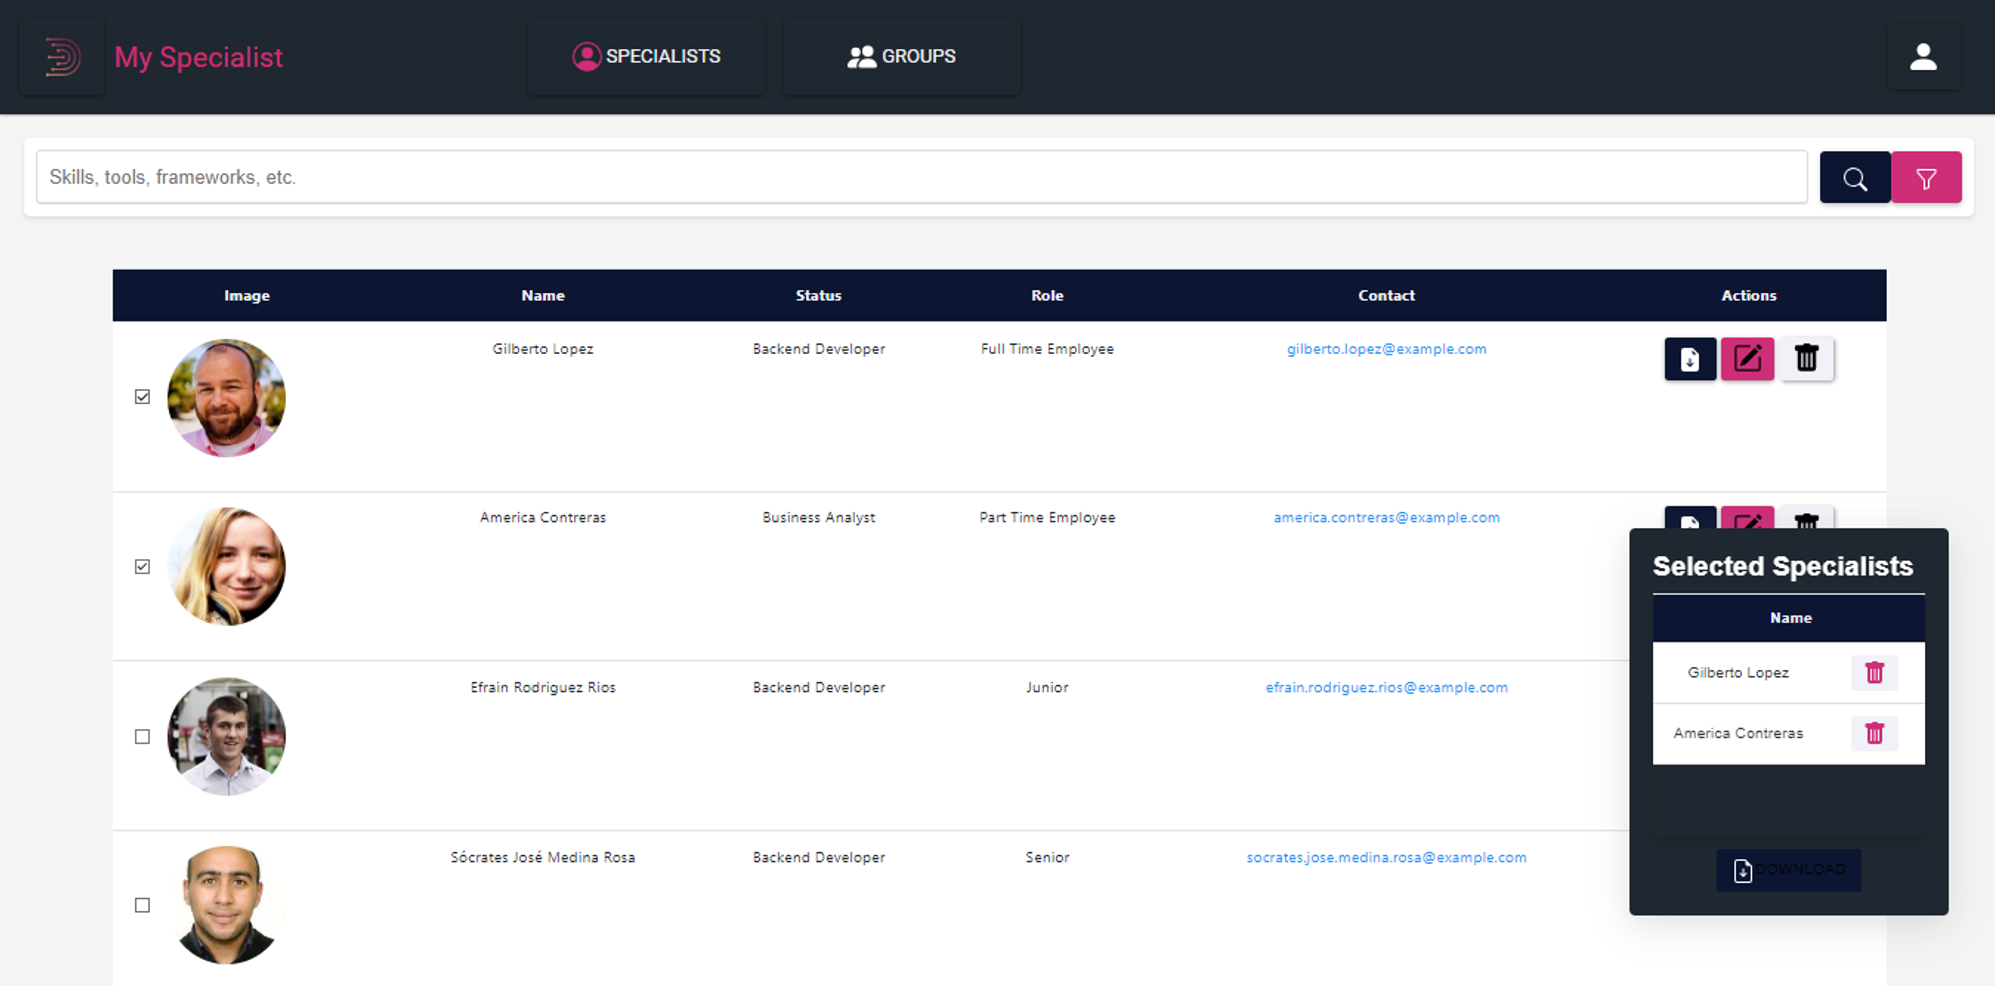 My Specialist
SPECIALISTS
GROUPS
Skills, tools, frameworks, etc.
Image Name Status Role Contact Actions
Gilberto Lopez Backend Developer Full Time Employee gilberto.lopez@example.com
America Contreras Business Analyst Part Time Employee america.contreras@example.com
Efrain Rodriguez Rios Backend Developer Junior efrain.rodriguez.rios@example.com
Sócrates José Medina Rosa Backend Developer Senior socrates.jose.medina.rosa@example.com
Selected Specialists
Name
Gilberto Lopez
America Contreras
DOWNLOAD